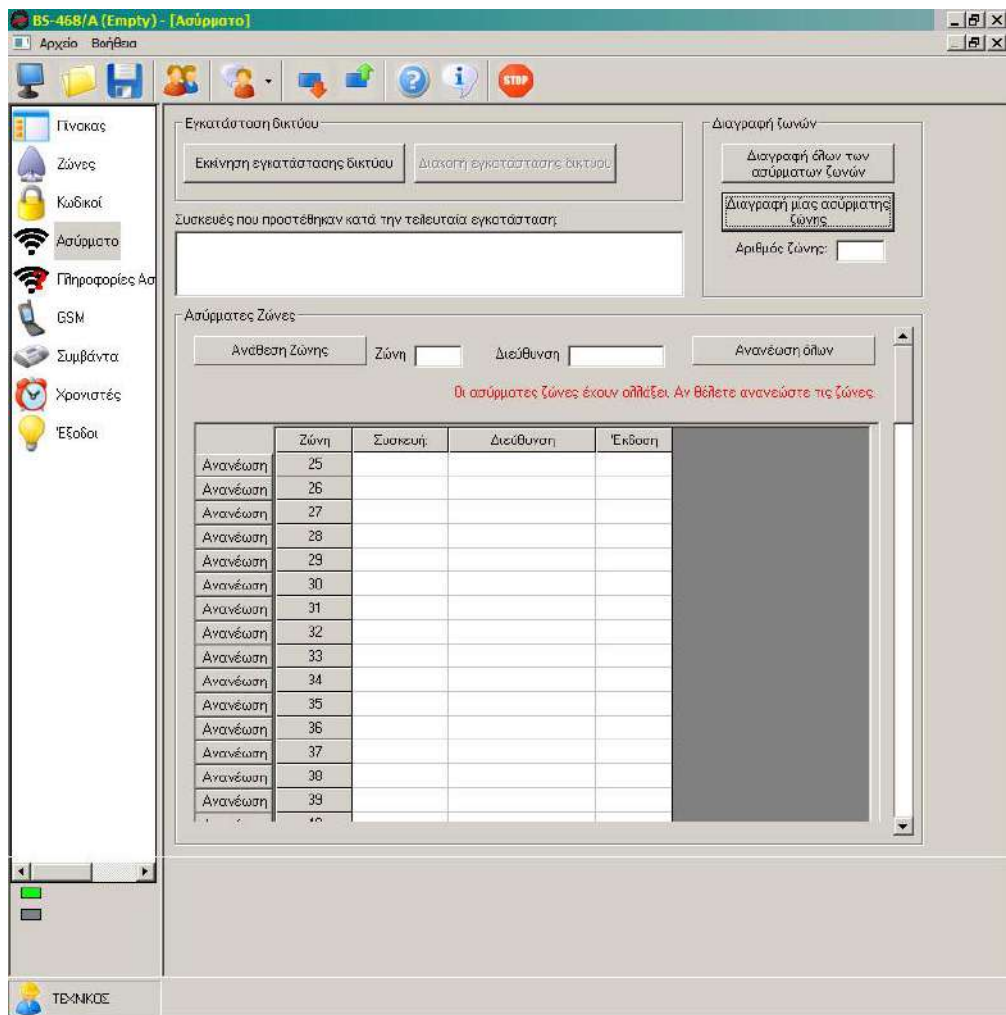 BS-468/A (Empty) - [Ασύρματο]
Αρχείο Βοήθεια
STOP
Πίνακας
Ζώνες
Κωδικοί
Ασύρματο
Πληροφορίες Ασ
GSM
Συμβάντα
Χρονιστές
Έξοδοι
Εγκατάσταση δικτύου
Εκκίνηση εγκατάστασης δικτύου
Διακοπή εγκατάστασης δικτύου
Συσκευές που προστέθηκαν κατά την τελευταία εγκατάσταση:
Διαγραφή ζωνών
Διαγραφή όλων των
ασύρματων ζωνών
Διαγραφή μίας ασύρματης
ζώνης
Αριθμός ζώνης:
Ασύρματες Ζώνες
Ανάθεση Ζώνης Ζώνη Διεύθυνση Ανανέωση όλων
Οι ασύρματες ζώνες έχουν αλλάξει. Αν θέλετε ανανεώστε τις ζώνες.
Ζώνη Συσκευή Διεύθυνση Έκδοση
Ανανέωση 25
Ανανέωση 26
Ανανέωση 27
Ανανέωση 28
Ανανέωση 29
Ανανέωση 30
Ανανέωση 31
Ανανέωση 32
Ανανέωση 33
Ανανέωση 34
Ανανέωση 35
Ανανέωση 36
Ανανέωση 37
Ανανέωση 38
Ανανέωση 39
ΤΕΧΝΙΚΟΣ